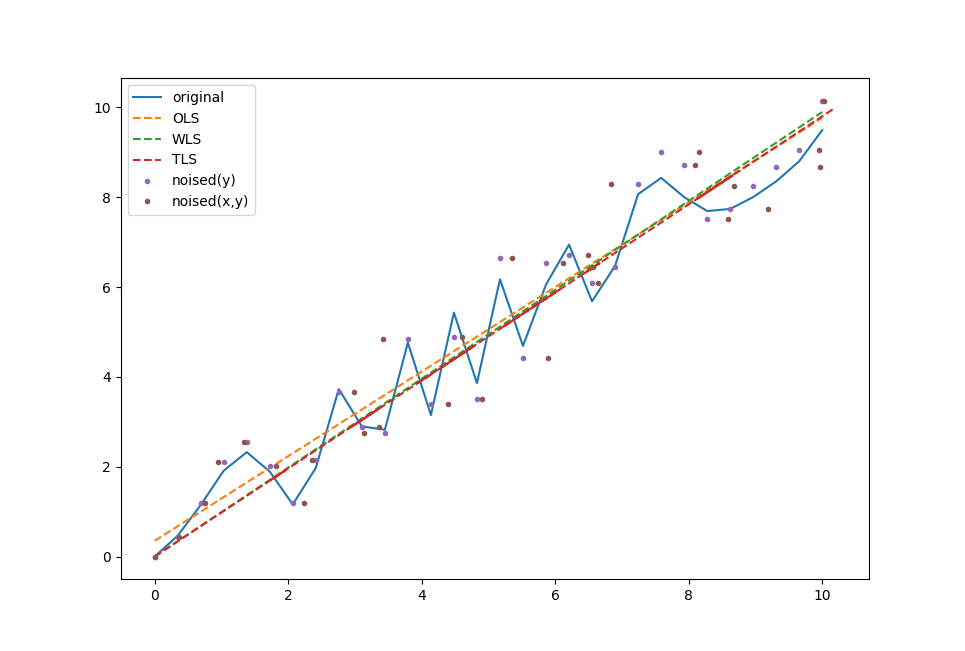 original
OLS
WLS
TLS
noised(y)
noised(x,y)
10
8
6
4
2
0
0 2 4 6 8 10